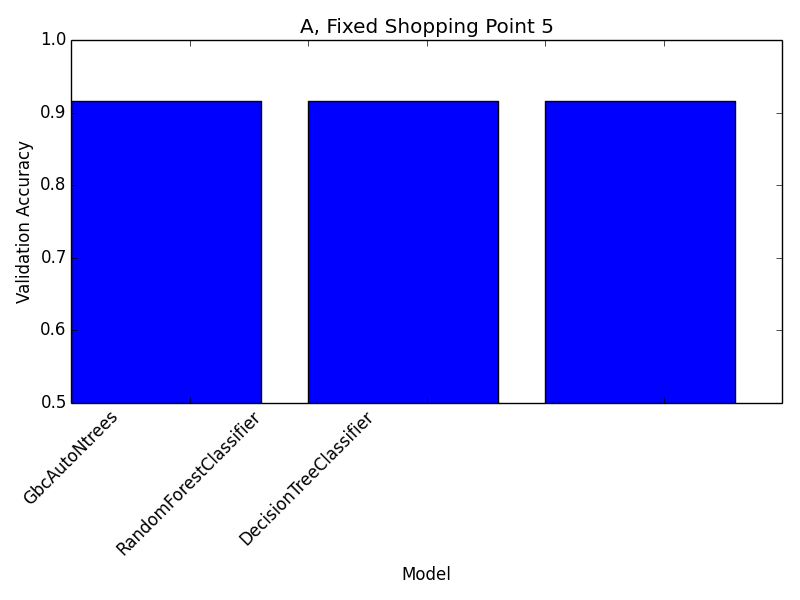 A, Fixed Shopping Point 5
Validation Accuracy
1.0
0.9
0.8
0.7
0.6
0.5
GbcAutoNtrees
RandomForestClassifier
DecisionTreeClassifier
Model